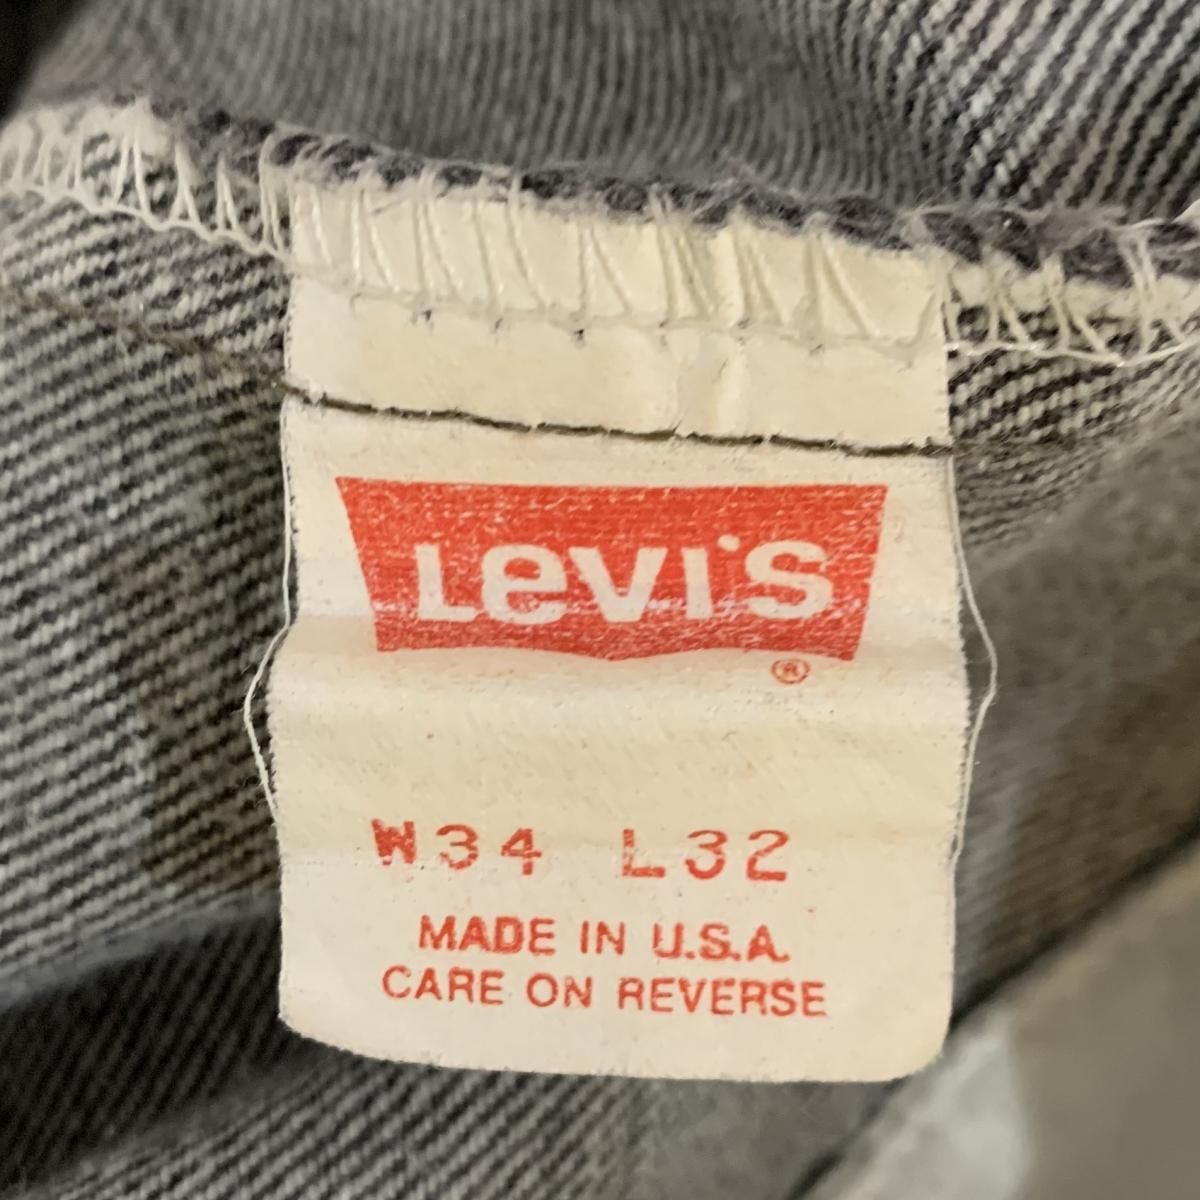 LeVI'S
®
W34 L32
MADE IN U.S.A.
CARE ON REVERSE